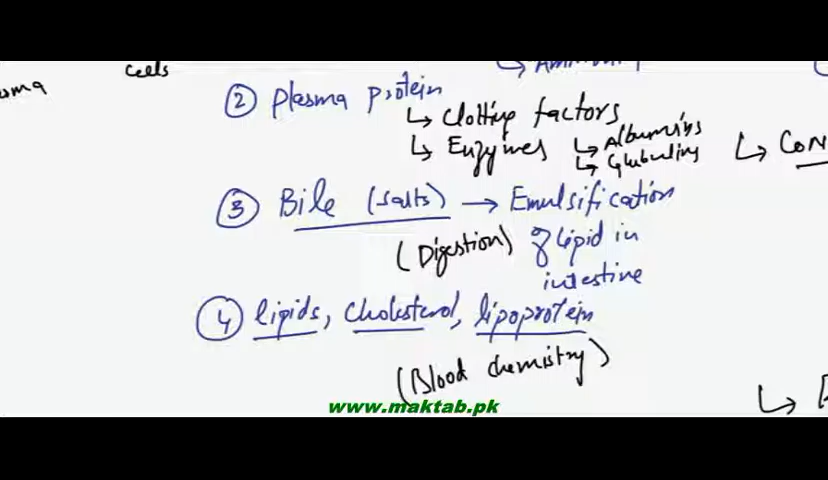 cells
② Plasma protein
↳ Clotting factors
↳ Enzymes ↳ Albumins
↳ Globulins
↳ CON
③ Bile (salts) → Emulsification
(Digestion) of lipid in
intestine
④ lipids, cholesterol, lipoprotein
(Blood chemistry)
www.maktab.pk